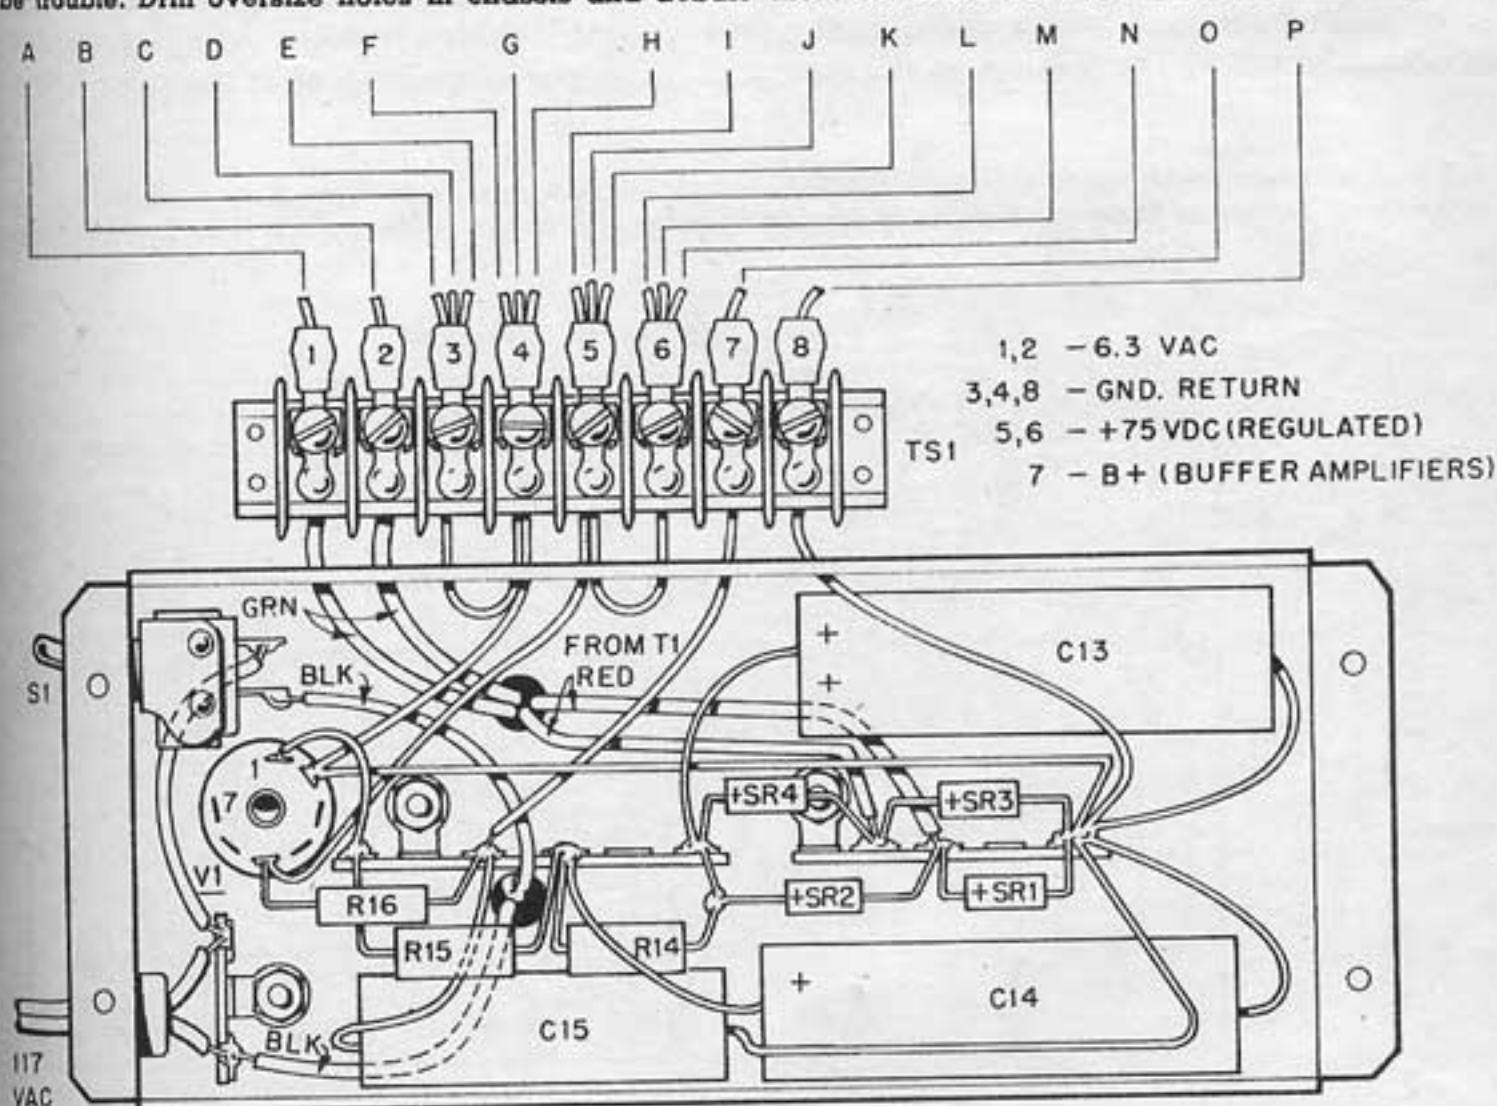 be trouble. Drill oversize holes in chassis and
A B C D E F G H I J K L M N O P
1 2 3 4 5 6 7 8
1,2 – 6.3 VAC
3,4,8 – GND. RETURN
5,6 – +75 VDC (REGULATED)
7 – B+ (BUFFER AMPLIFIERS)
TS1
GRN
FROM T1
RED
BLK
S1
+
+
C13
1
7
V1
+SR4
+SR3
+SR2
+SR1
R16
R15
R14
+
C14
C15
BLK
117
VAC